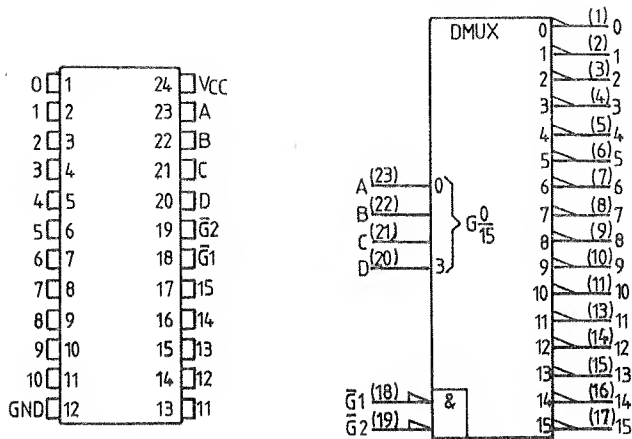 0 1 24 VCC
1 2 23 A
2 3 22 B
3 4 21 C
4 5 20 D
5 6 19 G̅2
6 7 18 G̅1
7 8 17 15
8 9 16 14
9 10 15 13
10 11 14 12
GND 12 13 11
DMUX
0 (1) 0
1 (2) 1
2 (3) 2
3 (4) 3
4 (5) 4
5 (6) 5
6 (7) 6
7 (8) 7
8 (9) 8
9 (10) 9
10 (11) 10
11 (13) 11
12 (14) 12
13 (15) 13
14 (16) 14
15 (17) 15
A (23) 0
B (22)
C (21)
D (20) 3
G 0/15
G̅1 (18) &
G̅2 (19)